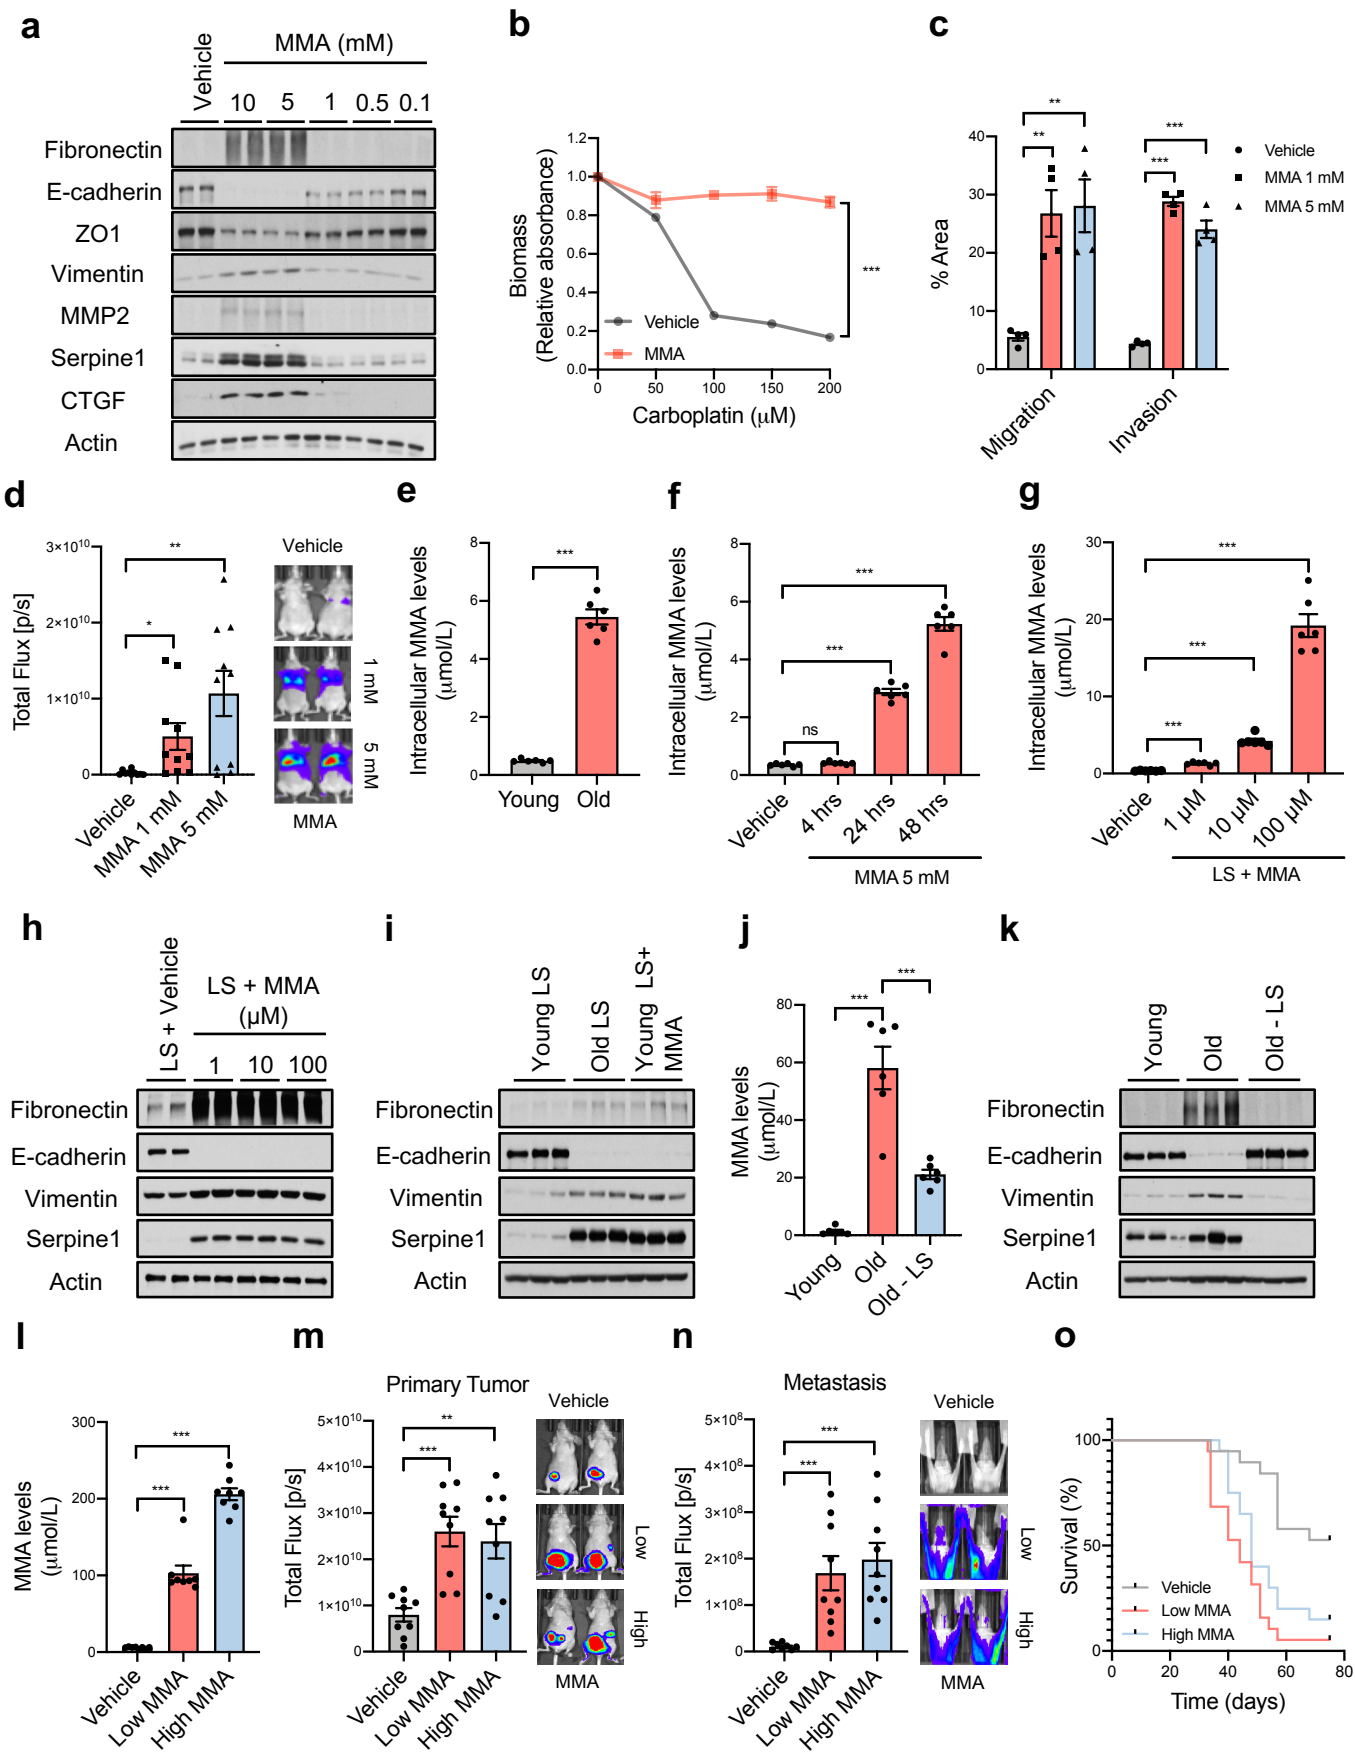 a
Vehicle
MMA (mM)
10 5 1 0.5 0.1
Fibronectin
E-cadherin
ZO1
Vimentin
MMP2
Serpine1
CTGF
Actin
b
Biomass
(Relative absorbance)
1.2
1.0
0.8
0.6
0.4
0.2
0.0
Vehicle
MMA
***
0 50 100 150 200
Carboplatin (μM)
c
% Area
40
30
20
10
0
** ** *** ***
Migration
Invasion
Vehicle
MMA 1 mM
MMA 5 mM
d
Total Flux [p/s]
3×10¹⁰
2×10¹⁰
1×10¹⁰
0
**
*
Vehicle
MMA 1 mM
MMA 5 mM
Vehicle
1 mM
5 mM
MMA
e
Intracellular MMA levels
(μmol/L)
8
6
4
2
0
***
Young Old
f
Intracellular MMA levels
(μmol/L)
8
6
4
2
0
***
***
ns
Vehicle
4 hrs
24 hrs
48 hrs
MMA 5 mM
g
Intracellular MMA levels
(μmol/L)
30
20
10
0
***
***
***
Vehicle
1 μM
10 μM
100 μM
LS + MMA
h
LS + Vehicle
LS + MMA
(μM)
1 10 100
Fibronectin
E-cadherin
Vimentin
Serpine1
Actin
i
Young LS
Old LS
Young LS+
MMA
Fibronectin
E-cadherin
Vimentin
Serpine1
Actin
j
MMA levels
(μmol/L)
80
60
40
20
0
***
***
Young
Old
Old - LS
k
Young
Old
Old - LS
Fibronectin
E-cadherin
Vimentin
Serpine1
Actin
l
MMA levels
(μmol/L)
300
200
100
0
***
***
Vehicle
Low MMA
High MMA
m
Primary Tumor
Total Flux [p/s]
5×10¹⁰
4×10¹⁰
3×10¹⁰
2×10¹⁰
1×10¹⁰
0
**
***
Vehicle
Low MMA
High MMA
Vehicle
Low
High
MMA
n
Metastasis
Total Flux [p/s]
5×10⁸
4×10⁸
3×10⁸
2×10⁸
1×10⁸
0
***
***
Vehicle
Low MMA
High MMA
Vehicle
Low
High
MMA
o
Survival (%)
100
50
0
Vehicle
Low MMA
High MMA
0 20 40 60 80
Time (days)